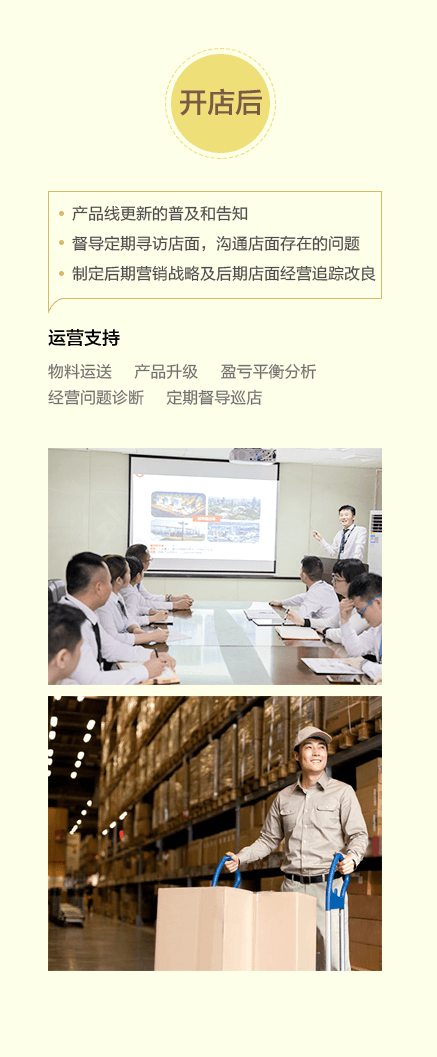 开店后
产品线更新的普及和告知
督导定期寻访店面，沟通店面存在的问题
制定后期营销战略及后期店面经营追踪改良
运营支持
物料运送 产品升级 盈亏平衡分析
经营问题诊断 定期督导巡店